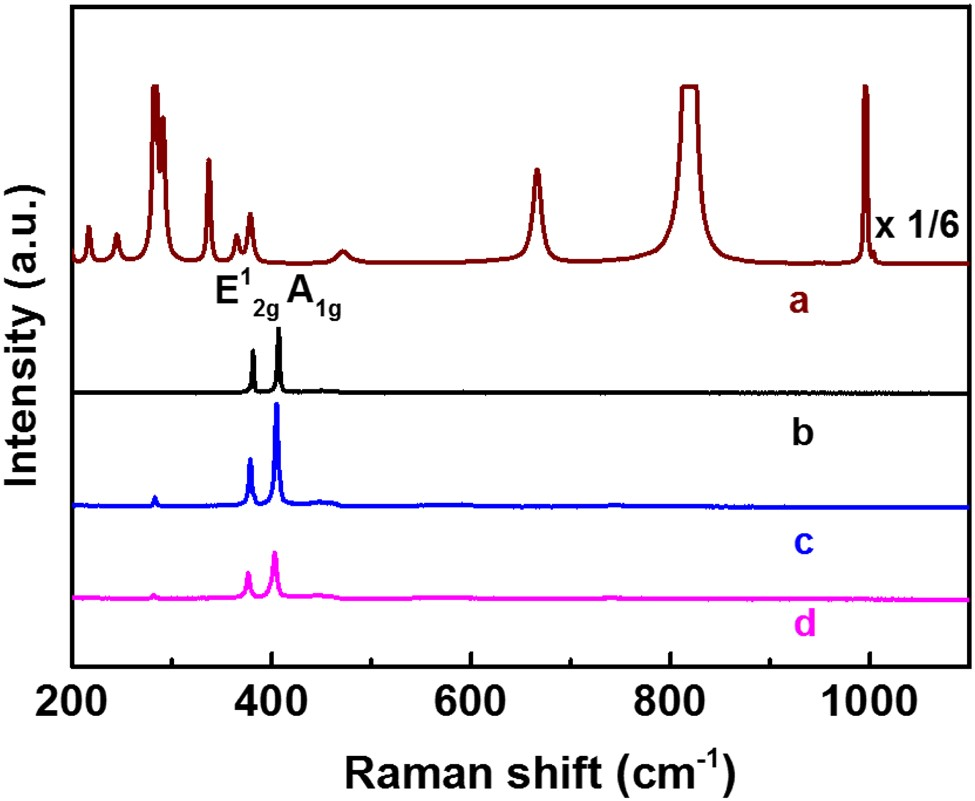 Intensity (a.u.)
x 1/6
a
E¹₂g A₁g
b
c
d
200 400 600 800 1000
Raman shift (cm⁻¹)